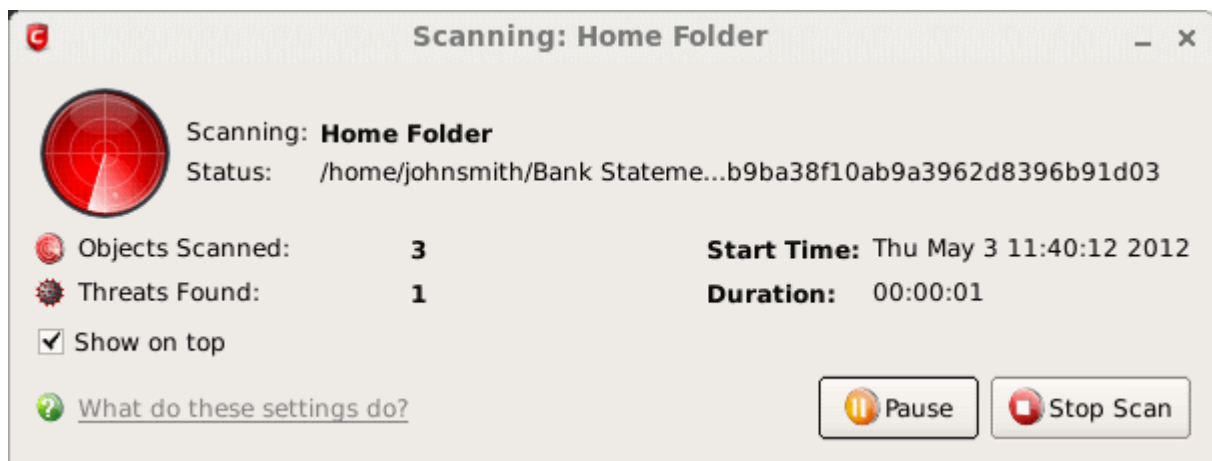 Scanning: Home Folder
Scanning: Home Folder
Status: /home/johnsmith/Bank Stateme...b9ba38f10ab9a3962d8396b91d03
Objects Scanned: 3 Start Time: Thu May 3 11:40:12 2012
Threats Found: 1 Duration: 00:00:01
Show on top
What do these settings do? Pause Stop Scan